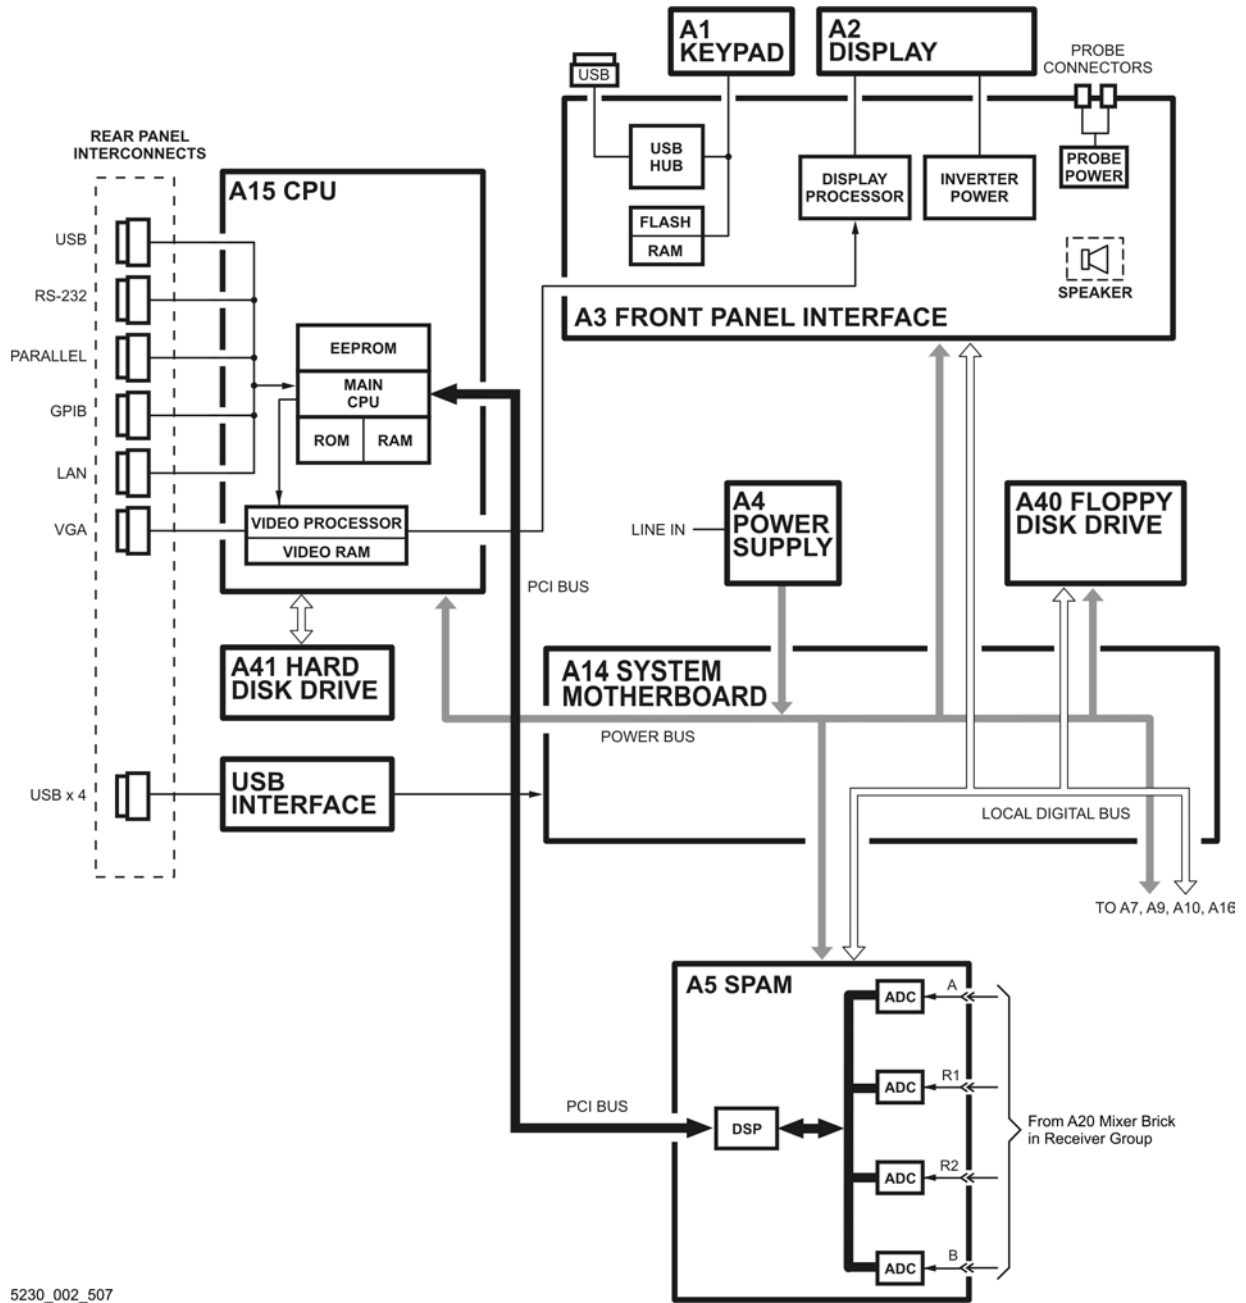 A1
KEYPAD
A2
DISPLAY
PROBE
CONNECTORS
USB
REAR PANEL
INTERCONNECTS
A15 CPU
USB
HUB
FLASH
RAM
DISPLAY
PROCESSOR
INVERTER
POWER
PROBE
POWER
SPEAKER
A3 FRONT PANEL INTERFACE
USB
RS-232
PARALLEL
GPIB
LAN
VGA
EEPROM
MAIN
CPU
ROM
RAM
VIDEO PROCESSOR
VIDEO RAM
PCI BUS
LINE IN
A4
POWER
SUPPLY
A40 FLOPPY
DISK DRIVE
A41 HARD
DISK DRIVE
A14 SYSTEM
MOTHERBOARD
POWER BUS
USB x 4
USB
INTERFACE
LOCAL DIGITAL BUS
TO A7, A9, A10, A16
A5 SPAM
ADC
A
ADC
R1
PCI BUS
DSP
From A20 Mixer Brick
in Receiver Group
ADC
R2
ADC
B
5230_002_507